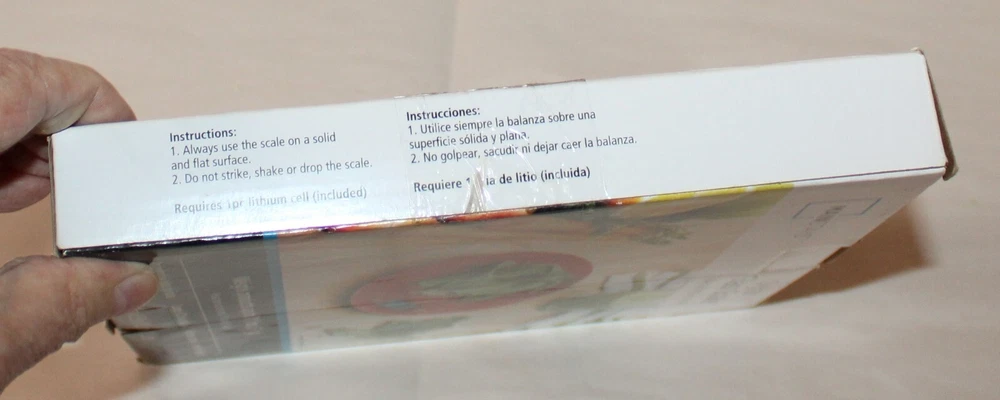 Instructions:
1. Always use the scale on a solid
and flat surface.
2. Do not strike, shake or drop the scale.
Requires 1pr lithium cell (included)
Instrucciones:
1. Utilice siempre la balanza sobre una
superficie sólida y plana.
2. No golpear, sacudir ni dejar caer la balanza.
Requiere 1 de litio (incluida)